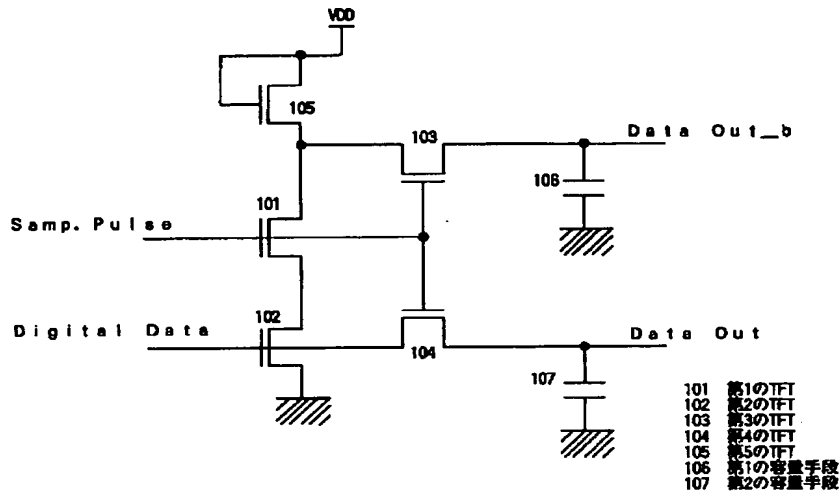 VDD
105
103
Data Out_b
106
101
Samp. Pulse
102
Digital Data
104
Data Out
107
101 第1のTFT
102 第2のTFT
103 第3のTFT
104 第4のTFT
105 第5のTFT
106 第1の容量手段
107 第2の容量手段